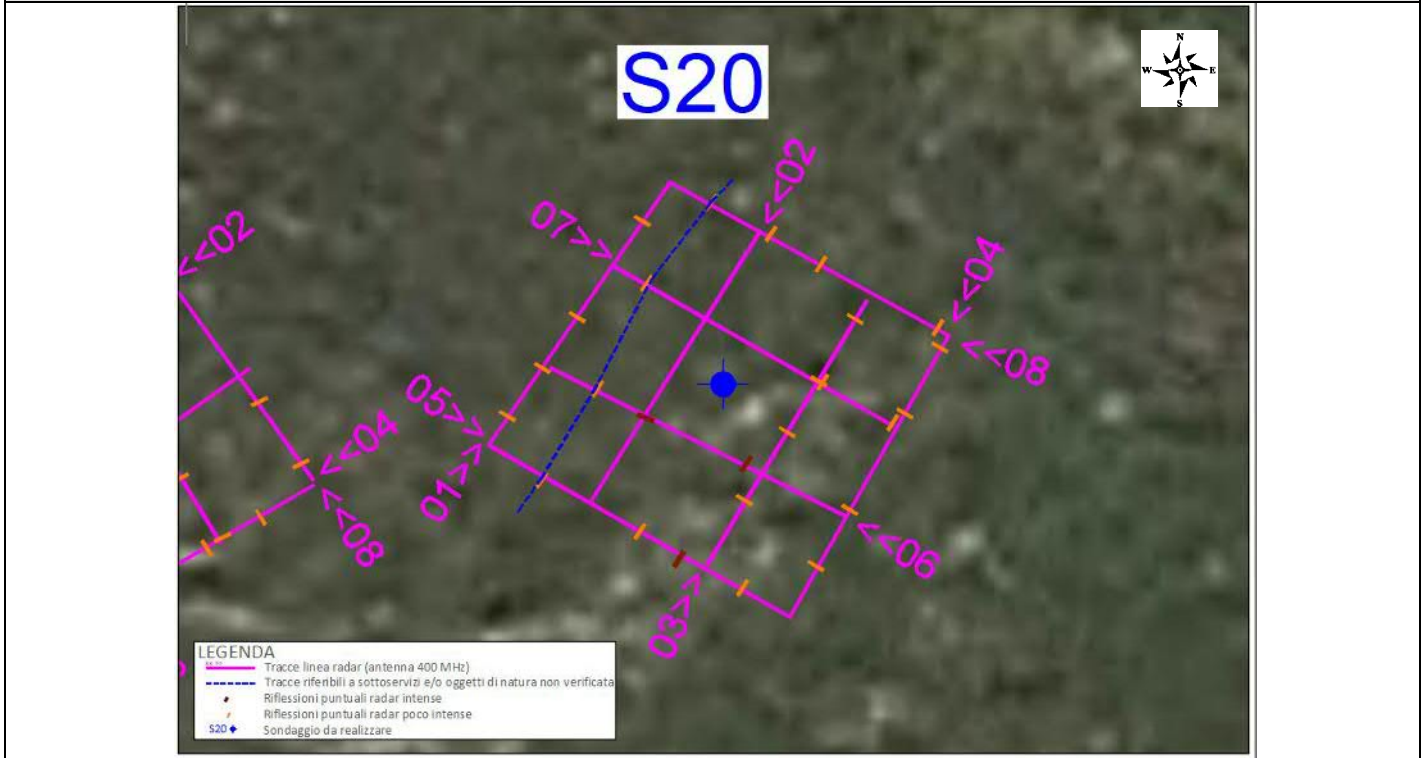 S20
N
W E
S
<<02
07>>
<<02
<<04
<<08
05>>
01>>
<<04
<<08
<<06
03>>
LEGENDA
Tracce linea radar (antenna 400 MHz)
Tracce riferibili a sottoservizi e/o oggetti di natura non verificata
Riflessioni puntuali radar intense
Riflessioni puntuali radar poco intense
S20 Sondaggio da realizzare